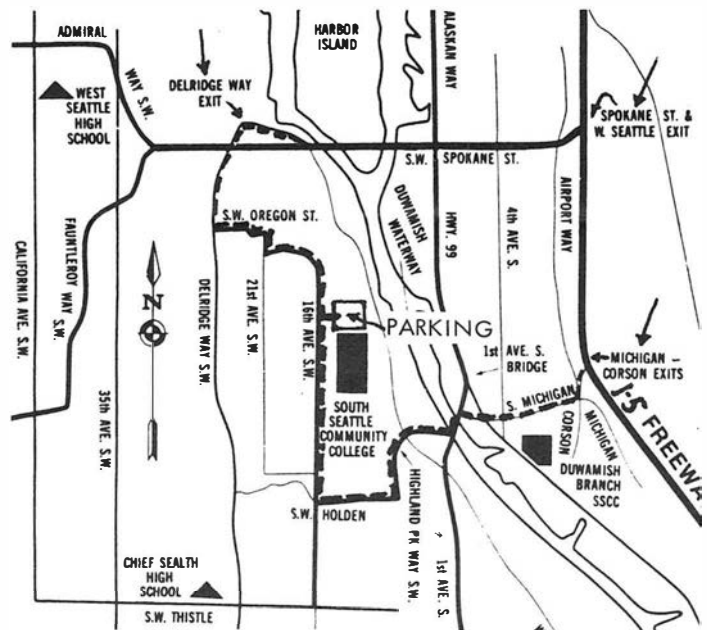 ADMIRAL
WAY S.W.
WEST
SEATTLE
HIGH
SCHOOL
HARBOR
ISLAND
DELRIDGE WAY
EXIT
ALASKAN WAY
SPOKANE ST. &
W. SEATTLE EXIT
S.W. SPOKANE ST.
CALIFORNIA AVE. S.W.
FAUNTLEROY WAY S.W.
35th AVE. S.W.
N
DELRIDGE WAY S.W.
S.W. OREGON ST.
21st AVE. S.W.
16th AVE. S.W.
DUWAMISH
WATERWAY
HWY. 99
4th AVE. S.
AIRPORT WAY
PARKING
1st AVE. S.
BRIDGE
MICHIGAN –
CORSON EXITS
S. MICHIGAN
CORSON
MICHIGAN
I-5 FREEWA
SOUTH
SEATTLE
COMMUNITY
COLLEGE
DUWAMISH
BRANCH
SSCC
S.W. HOLDEN
HIGHLAND PK WAY S.W.
1st AVE. S.
CHIEF SEALTH
HIGH
SCHOOL
S.W. THISTLE